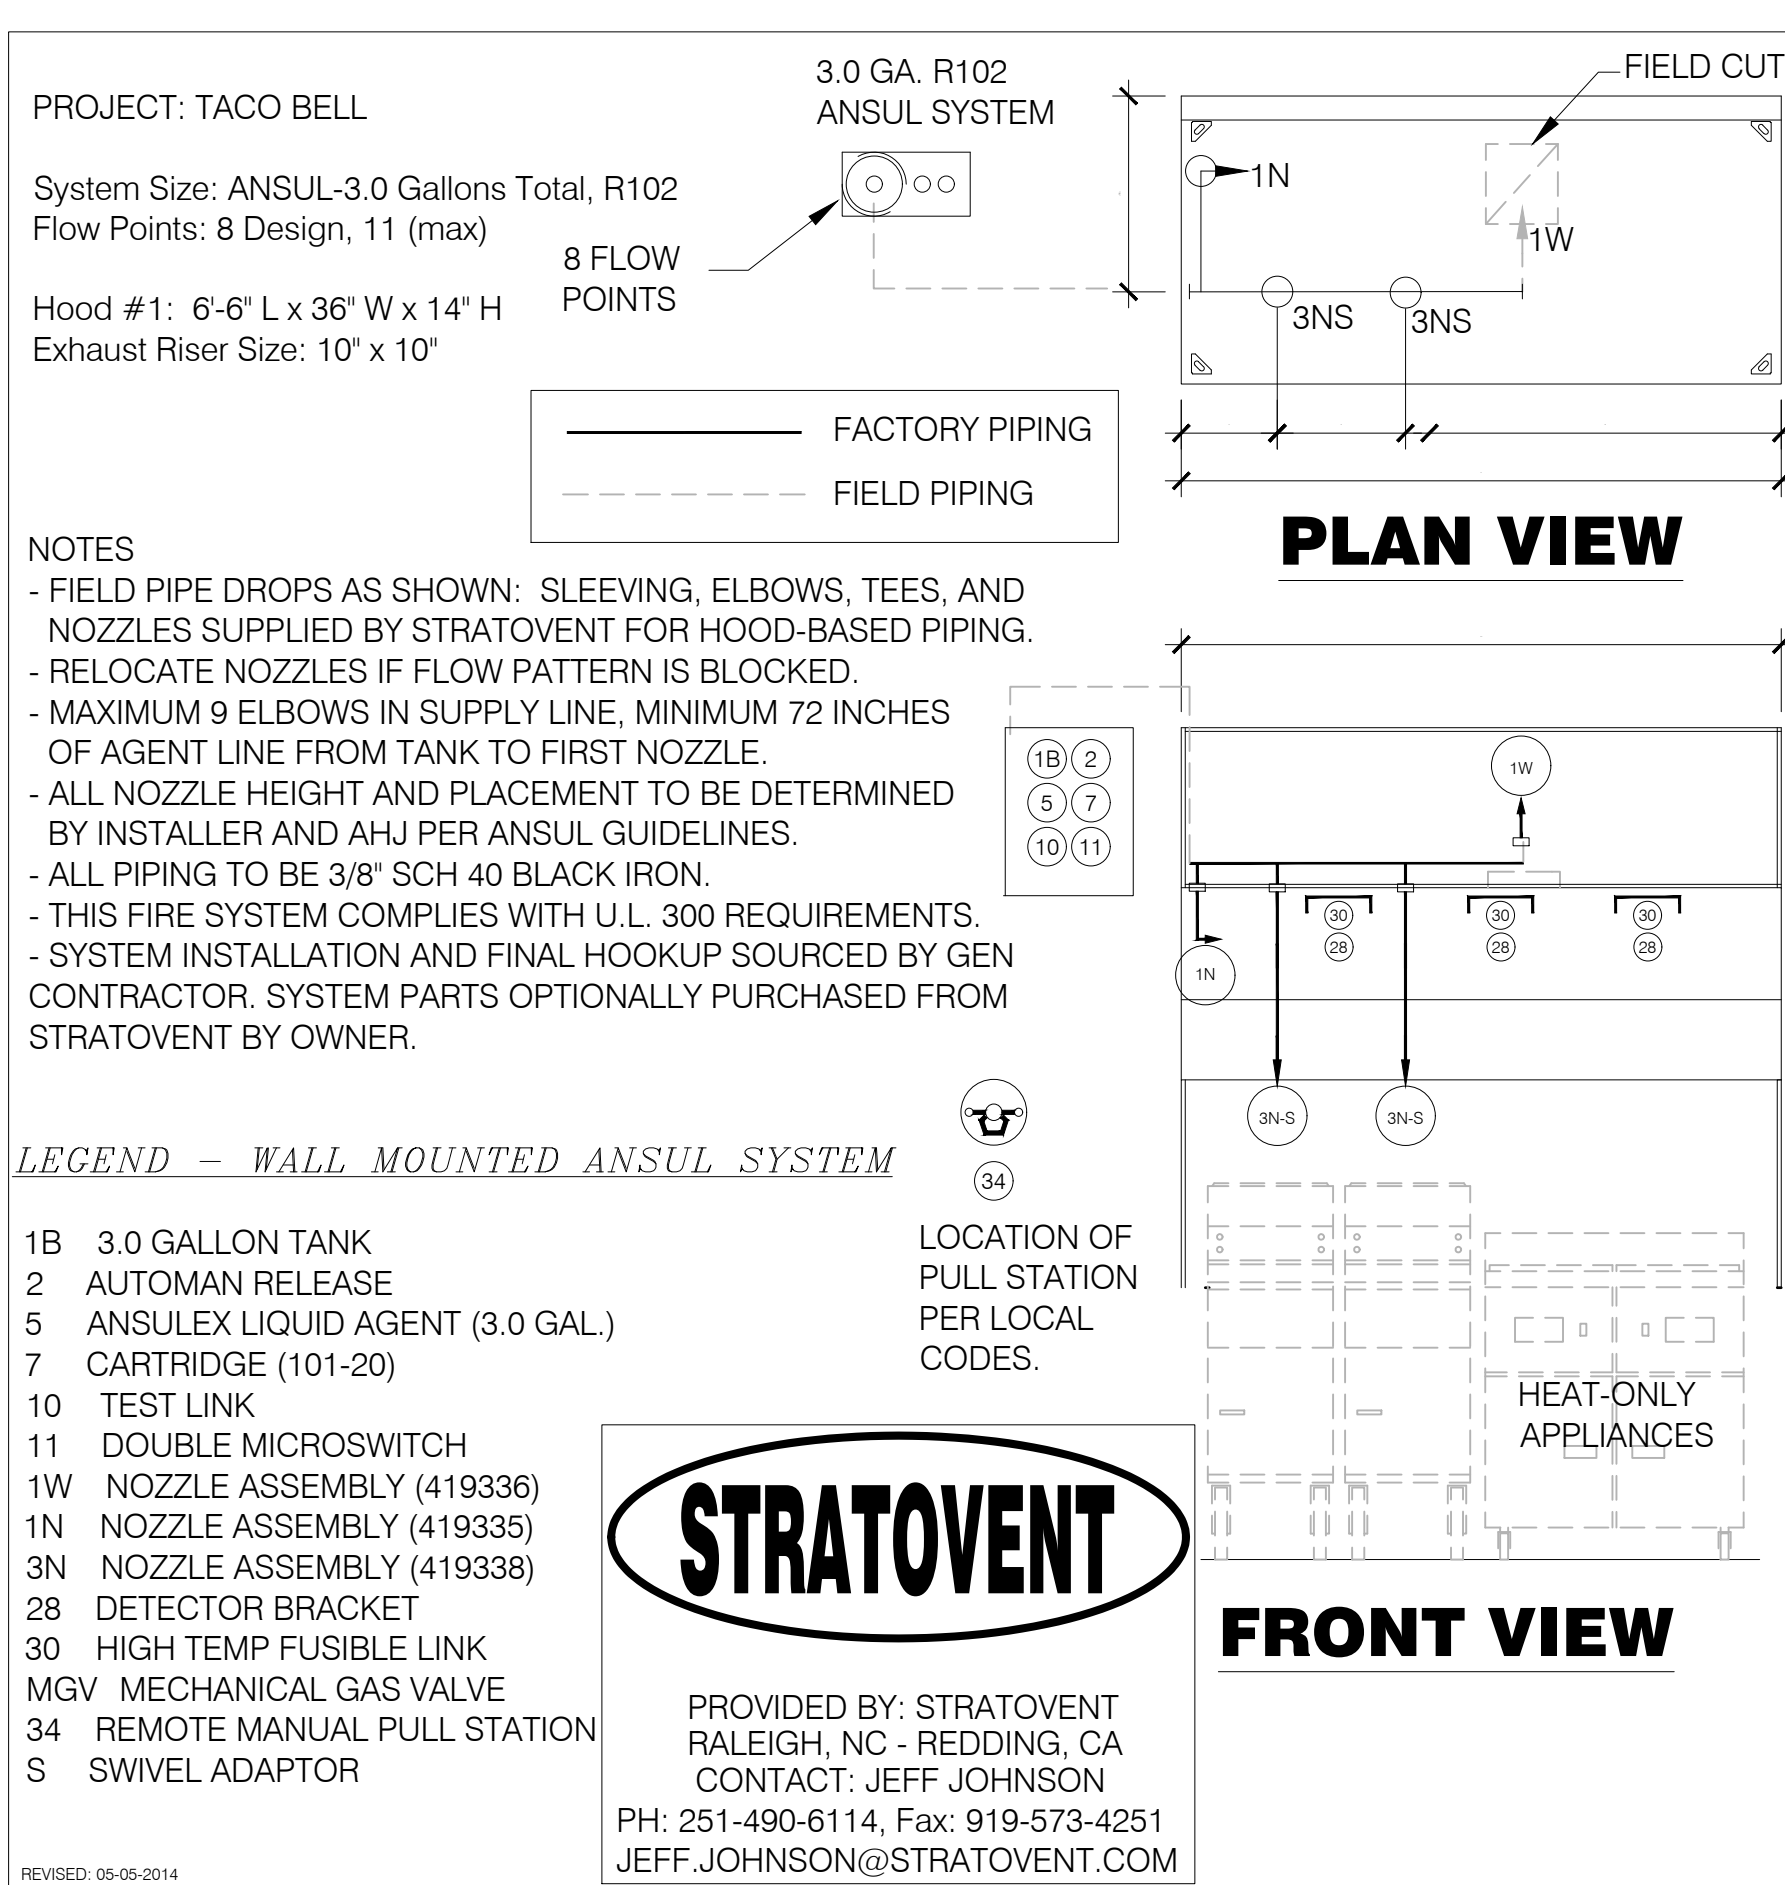 PROJECT: TACO BELL
System Size: ANSUL-3.0 Gallons Total, R102
Flow Points: 8 Design, 11 (max)
Hood #1: 6'-6" L x 36" W x 14" H
Exhaust Riser Size: 10" x 10"
3.0 GA. R102
ANSUL SYSTEM
8 FLOW
POINTS
FIELD CUT
1N
1W
3NS
3NS
PLAN VIEW
FACTORY PIPING
FIELD PIPING
NOTES
- FIELD PIPE DROPS AS SHOWN: SLEEVING, ELBOWS, TEES, AND
NOZZLES SUPPLIED BY STRATOVENT FOR HOOD-BASED PIPING.
- RELOCATE NOZZLES IF FLOW PATTERN IS BLOCKED.
- MAXIMUM 9 ELBOWS IN SUPPLY LINE, MINIMUM 72 INCHES
OF AGENT LINE FROM TANK TO FIRST NOZZLE.
- ALL NOZZLE HEIGHT AND PLACEMENT TO BE DETERMINED
BY INSTALLER AND AHJ PER ANSUL GUIDELINES.
- ALL PIPING TO BE 3/8" SCH 40 BLACK IRON.
- THIS FIRE SYSTEM COMPLIES WITH U.L. 300 REQUIREMENTS.
- SYSTEM INSTALLATION AND FINAL HOOKUP SOURCED BY GEN
CONTRACTOR. SYSTEM PARTS OPTIONALLY PURCHASED FROM
STRATOVENT BY OWNER.
1B 2
5 7
10 11
1W
30 30 30
28 28 28
1N
3N-S 3N-S
34
LOCATION OF
PULL STATION
PER LOCAL
CODES.
HEAT-ONLY
APPLIANCES
FRONT VIEW
LEGEND - WALL MOUNTED ANSUL SYSTEM
1B 3.0 GALLON TANK
2 AUTOMAN RELEASE
5 ANSULEX LIQUID AGENT (3.0 GAL.)
7 CARTRIDGE (101-20)
10 TEST LINK
11 DOUBLE MICROSWITCH
1W NOZZLE ASSEMBLY (419336)
1N NOZZLE ASSEMBLY (419335)
3N NOZZLE ASSEMBLY (419338)
28 DETECTOR BRACKET
30 HIGH TEMP FUSIBLE LINK
MGV MECHANICAL GAS VALVE
34 REMOTE MANUAL PULL STATION
S SWIVEL ADAPTOR
STRATOVENT
PROVIDED BY: STRATOVENT
RALEIGH, NC - REDDING, CA
CONTACT: JEFF JOHNSON
PH: 251-490-6114, Fax: 919-573-4251
JEFF.JOHNSON@STRATOVENT.COM
REVISED: 05-05-2014